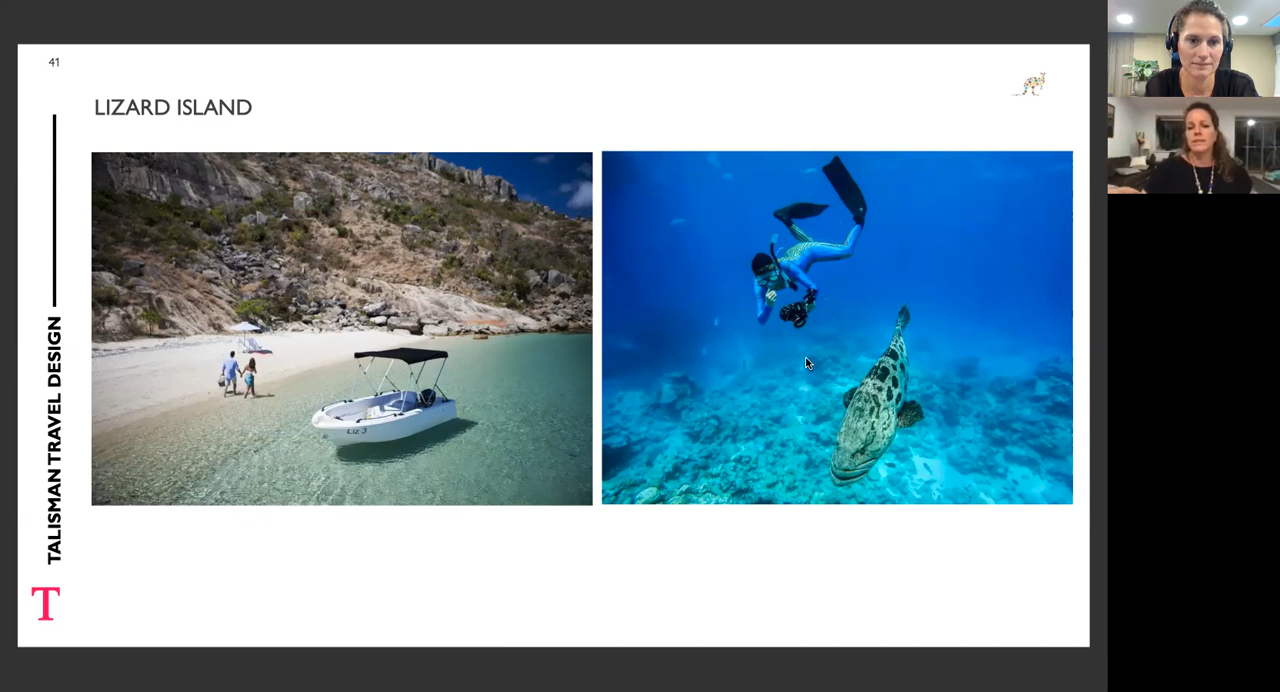 41
LIZARD ISLAND
Liz 3
TALISMAN TRAVEL DESIGN
T